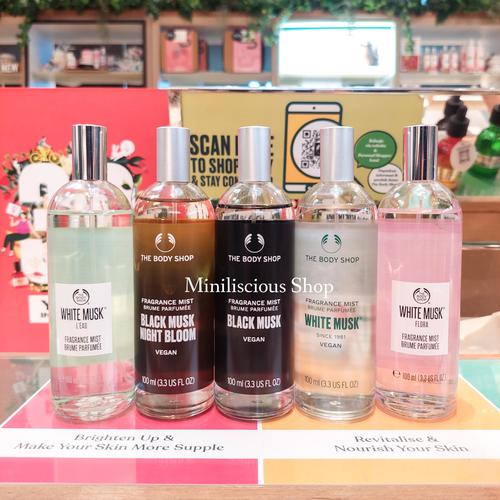 SCAN
TO SHOP
& STAY
Miniliscious Shop
WHITE MUSK
L'EAU
FRAGRANCE MIST
BRUME PARFUMÉE
THE BODY SHOP
FRAGRANCE MIST
BRUME PARFUMÉE
BLACK MUSK
NIGHT BLOOM
VEGAN
100 ml (3.3 US FL OZ)
THE BODY SHOP
FRAGRANCE MIST
BRUME PARFUMÉE
BLACK MUSK
VEGAN
100 ml (3.3 US FL OZ)
THE BODY SHOP
FRAGRANCE MIST
BRUME PARFUMÉE
WHITE MUSK™
SINCE 1981
VEGAN
100 ml (3.3 US FL OZ)
WHITE MUSK
FLORA
FRAGRANCE MIST
BRUME PARFUMÉE
100 ml (3.3 US FL OZ)
Brighten Up &
Make Your Skin More Supple
Revitalise &
Nourish Your Skin